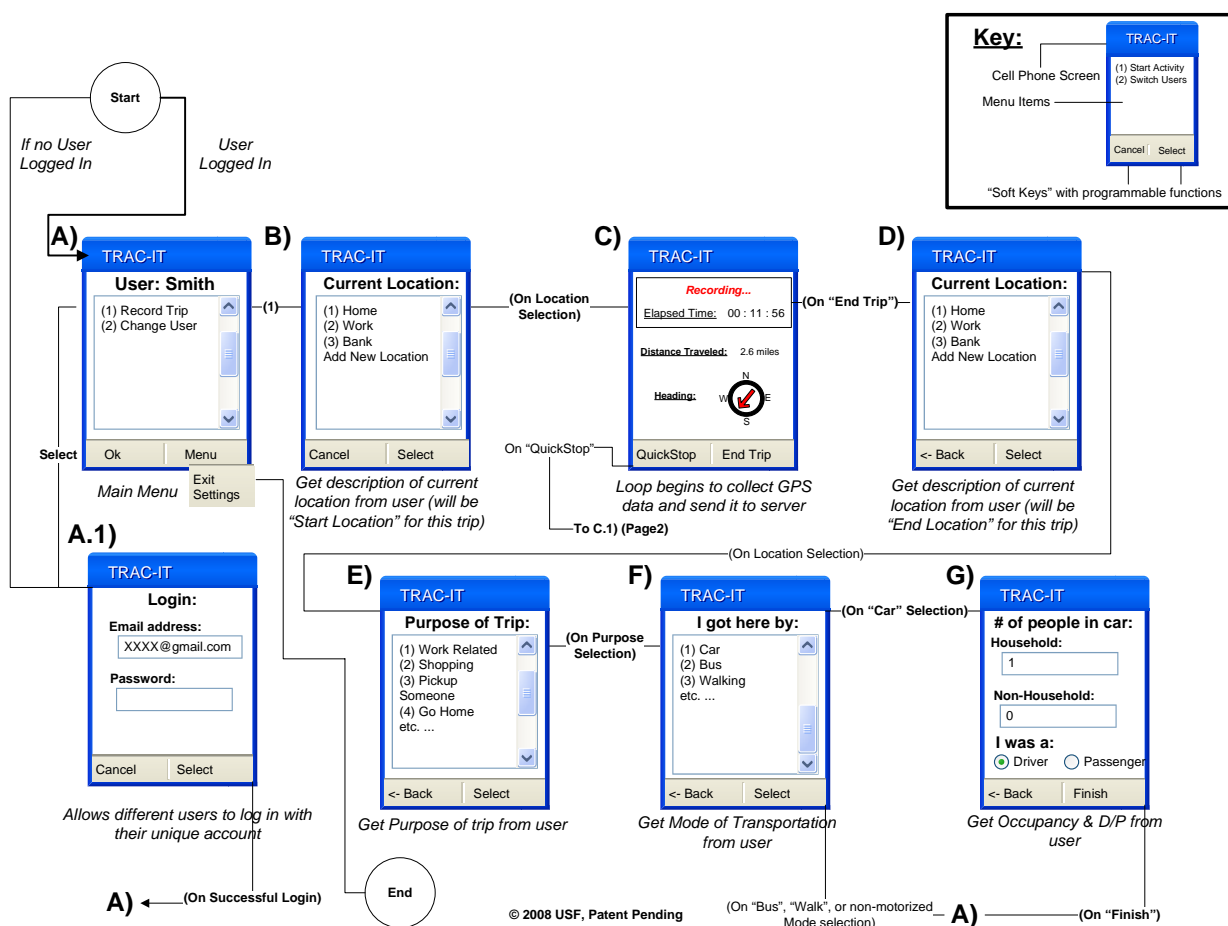 Key:
TRAC-IT
(1) Start Activity
(2) Switch Users
Cancel Select
Cell Phone Screen
Menu Items
“Soft Keys” with programmable functions
Start
If no User
Logged In
User
Logged In
A)
TRAC-IT
User: Smith
(1) Record Trip
(2) Change User
Ok Menu
Exit
Settings
Main Menu
Select
(1)
B)
TRAC-IT
Current Location:
(1) Home
(2) Work
(3) Bank
Add New Location
Cancel Select
Get description of current
location from user (will be
“Start Location” for this trip)
(On Location
Selection)
C)
TRAC-IT
Recording...
Elapsed Time: 00 : 11 : 56
Distance Traveled: 2.6 miles
Heading:
N
W E
S
QuickStop End Trip
Loop begins to collect GPS
data and send it to server
On “QuickStop”
To C.1) (Page2)
(On “End Trip”)
D)
TRAC-IT
Current Location:
(1) Home
(2) Work
(3) Bank
Add New Location
<- Back Select
Get description of current
location from user (will be
“End Location” for this trip)
(On Location Selection)
A.1)
TRAC-IT
Login:
Email address:
XXXX@gmail.com
Password:
Cancel Select
Allows different users to log in with
their unique account
A)
(On Successful Login)
E)
TRAC-IT
Purpose of Trip:
(1) Work Related
(2) Shopping
(3) Pickup
Someone
(4) Go Home
etc. ...
<- Back Select
Get Purpose of trip from user
(On Purpose
Selection)
F)
TRAC-IT
I got here by:
(1) Car
(2) Bus
(3) Walking
etc. ...
<- Back Select
Get Mode of Transportation
from user
(On “Car” Selection)
G)
TRAC-IT
# of people in car:
Household:
1
Non-Household:
0
I was a:
Driver Passenger
<- Back Finish
Get Occupancy & D/P from
user
End
© 2008 USF, Patent Pending
(On “Bus”, “Walk”, or non-motorized
Mode selection)
A)
(On “Finish”)